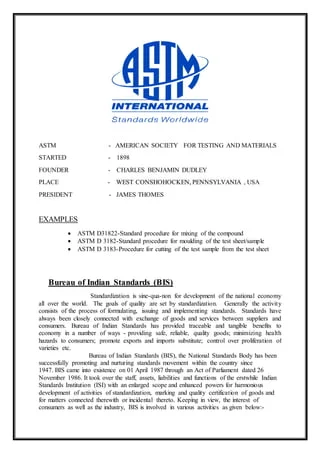 ASTM
INTERNATIONAL
Standards Worldwide
ASTM - AMERICAN SOCIETY FOR TESTING AND MATERIALS
STARTED - 1898
FOUNDER - CHARLES BENJAMIN DUDLEY
PLACE - WEST CONSHOHOCKEN, PENNSYLVANIA , USA
PRESIDENT - JAMES THOMES
EXAMPLES
• ASTM D31822-Standard procedure for mixing of the compound
• ASTM D 3182-Standard procedure for moulding of the test sheet/sample
• ASTM D 3183-Procedure for cutting of the test sample from the test sheet
Bureau of Indian Standards (BIS)
Standardization is sine-qua-non for development of the national economy
all over the world. The goals of quality are set by standardization. Generally the activity
consists of the process of formulating, issuing and implementing standards. Standards have
always been closely connected with exchange of goods and services between suppliers and
consumers. Bureau of Indian Standards has provided traceable and tangible benefits to
economy in a number of ways - providing safe, reliable, quality goods; minimizing health
hazards to consumers; promote exports and imports substitute; control over proliferation of
varieties etc.
Bureau of Indian Standards (BIS), the National Standards Body has been
successfully promoting and nurturing standards movement within the country since
1947. BIS came into existence on 01 April 1987 through an Act of Parliament dated 26
November 1986. It took over the staff, assets, liabilities and functions of the erstwhile Indian
Standards Institution (ISI) with an enlarged scope and enhanced powers for harmonious
development of activities of standardization, marking and quality certification of goods and
for matters connected therewith or incidental thereto. Keeping in view, the interest of
consumers as well as the industry, BIS is involved in various activities as given below:-